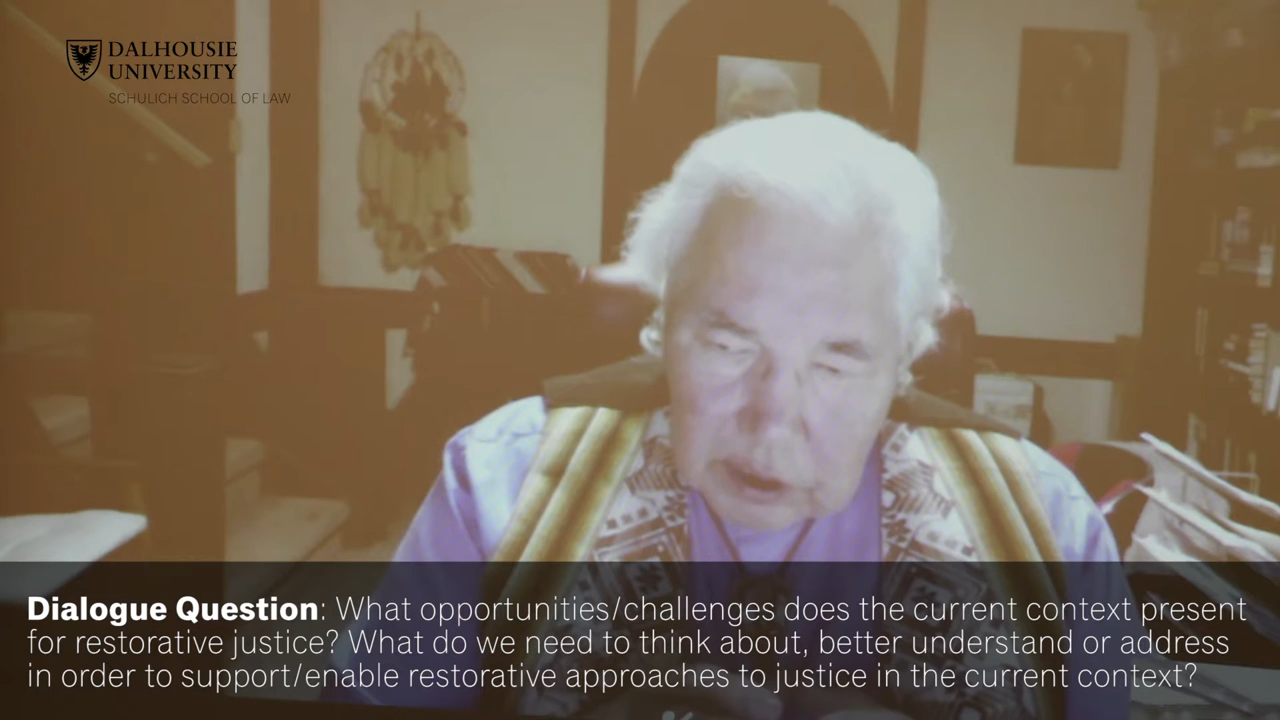 DALHOUSIE
UNIVERSITY
SCHULICH SCHOOL OF LAW
Dialogue Question: What opportunities/challenges does the current context present
for restorative justice? What do we need to think about, better understand or address
in order to support/enable restorative approaches to justice in the current context?